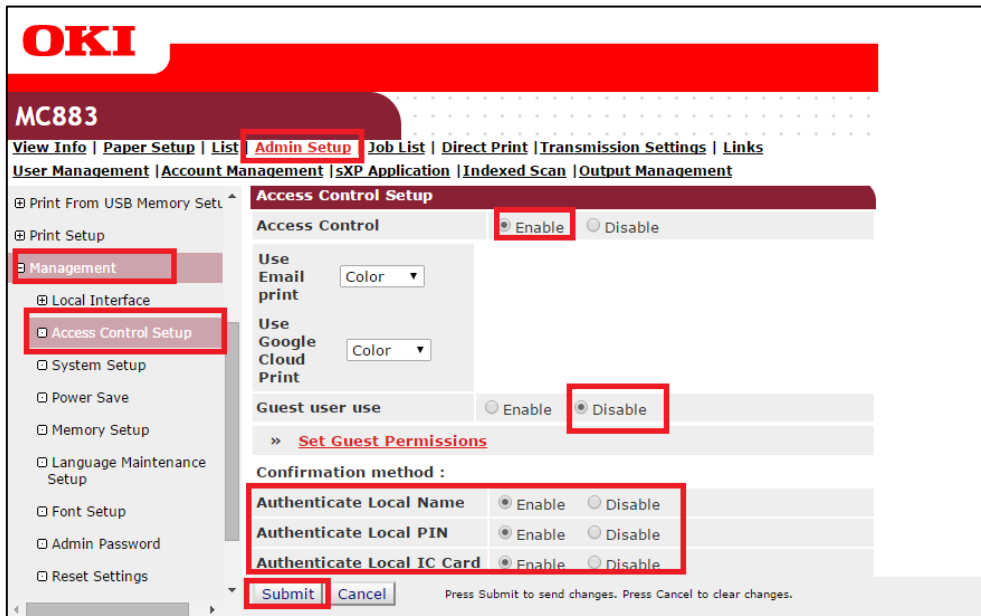 OKI
MC883
View Info | Paper Setup | List | Admin Setup | Job List | Direct Print |Transmission Settings | Links
User Management |Account Management |sXP Application |Indexed Scan |Output Management
Print From USB Memory Setu
Print Setup
Management
Local Interface
Access Control Setup
System Setup
Power Save
Memory Setup
Language Maintenance
Setup
Font Setup
Admin Password
Reset Settings
Access Control Setup
Access Control Enable Disable
Use
Email
print
Color
Use
Google
Cloud
Print
Color
Guest user use Enable Disable
» Set Guest Permissions
Confirmation method :
Authenticate Local Name Enable Disable
Authenticate Local PIN Enable Disable
Authenticate Local IC Card Enable Disable
Submit Cancel Press Submit to send changes. Press Cancel to clear changes.